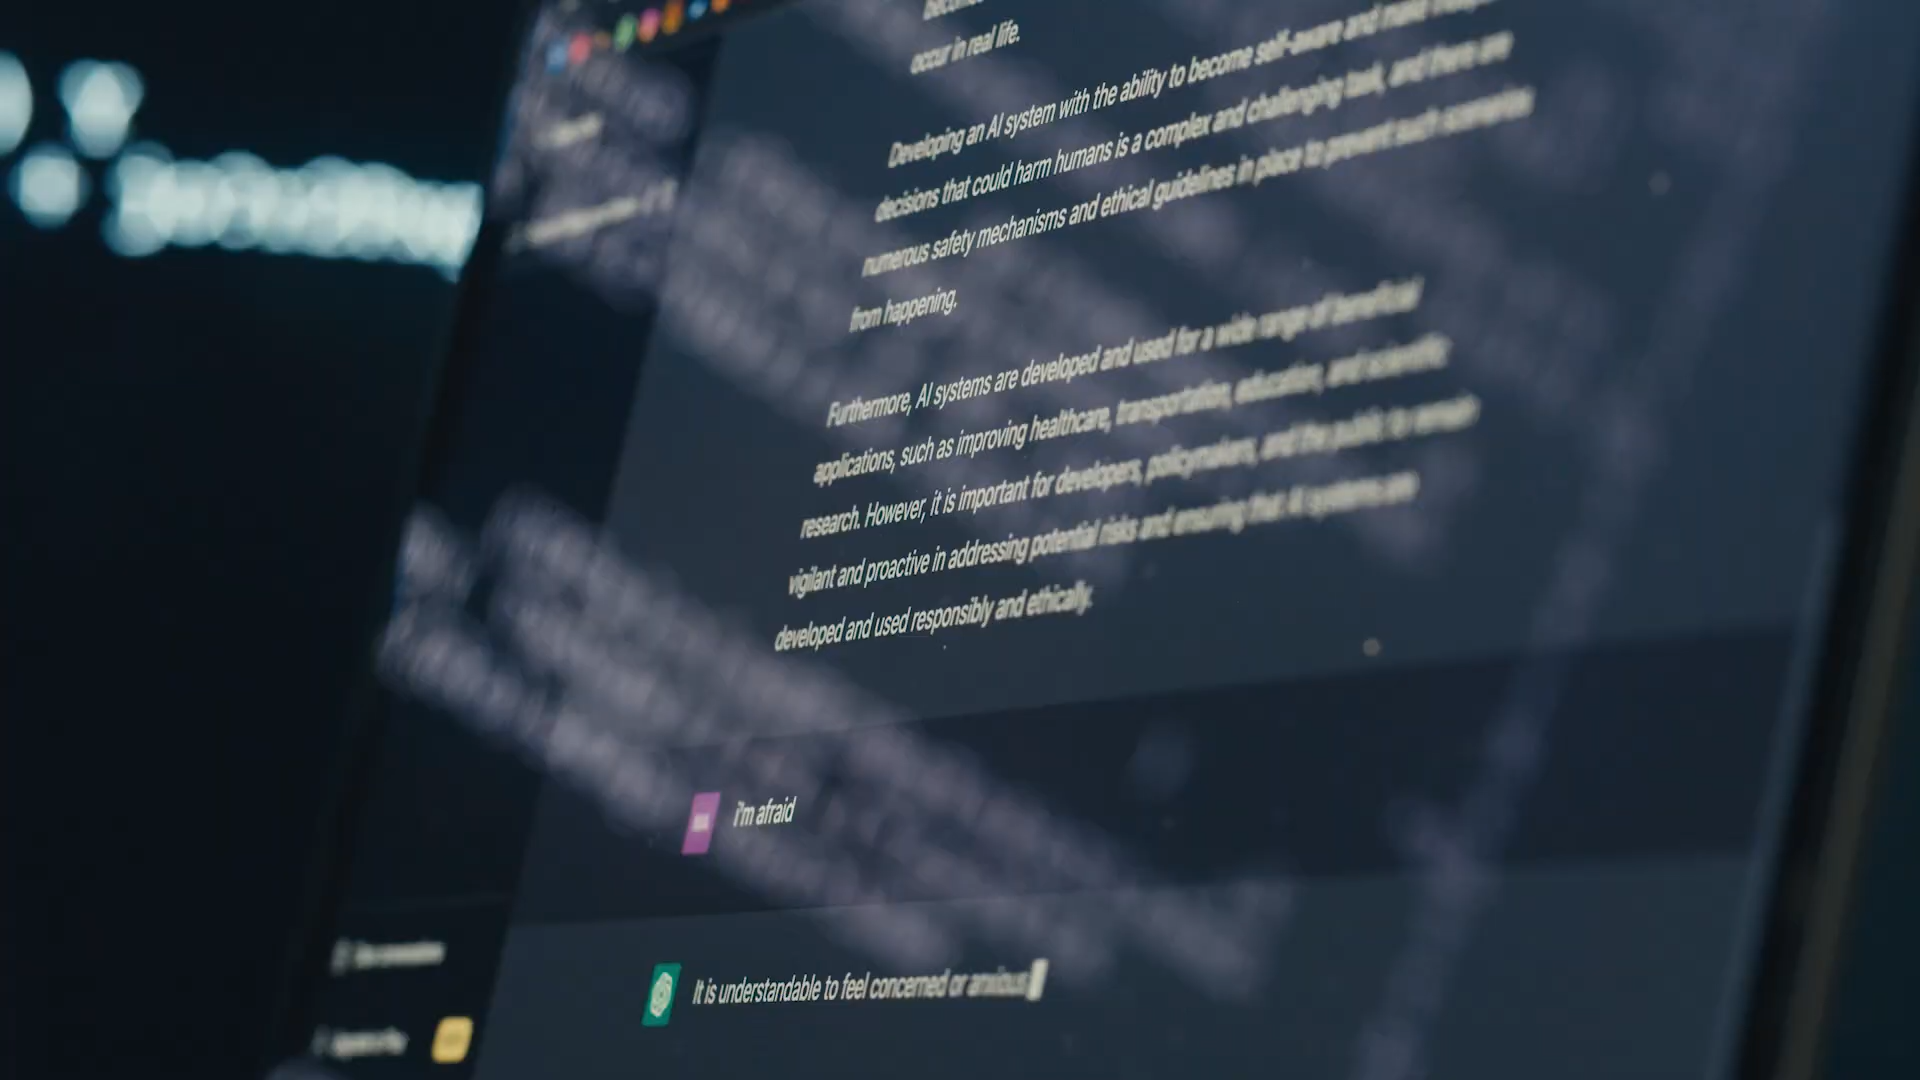 occur in real life.
Developing an AI system with the ability to become self-aware and make
decisions that could harm humans is a complex and challenging task, and there are
numerous safety mechanisms and ethical guidelines in place to prevent such scenarios
from happening.
Furthermore, AI systems are developed and used for a wide range of beneficial
applications, such as improving healthcare, transportation, education, and scientific
research. However, it is important for developers, policymakers, and the public to remain
vigilant and proactive in addressing potential risks and ensuring that AI systems are
developed and used responsibly and ethically.
i'm afraid
It is understandable to feel concerned or anxious